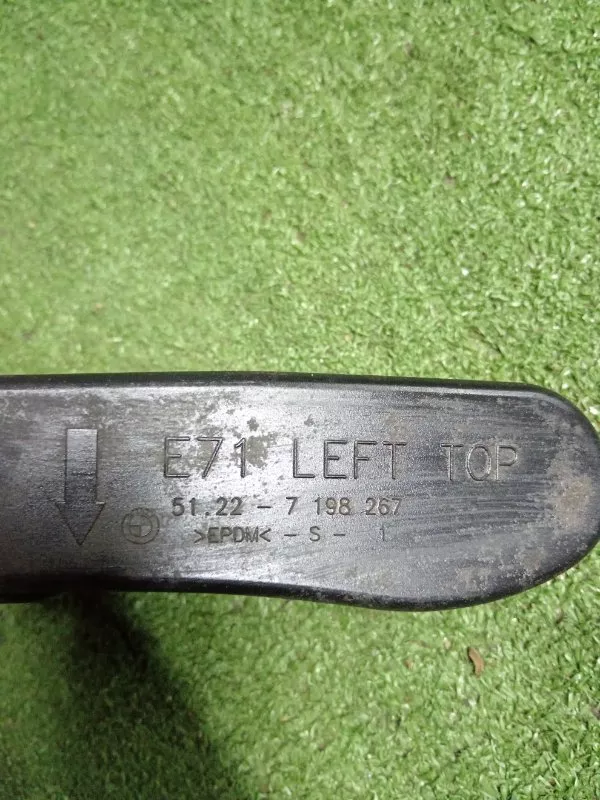 E71 LEFT TOP
51.22 - 7 198 267
>EPDM< - S - 1